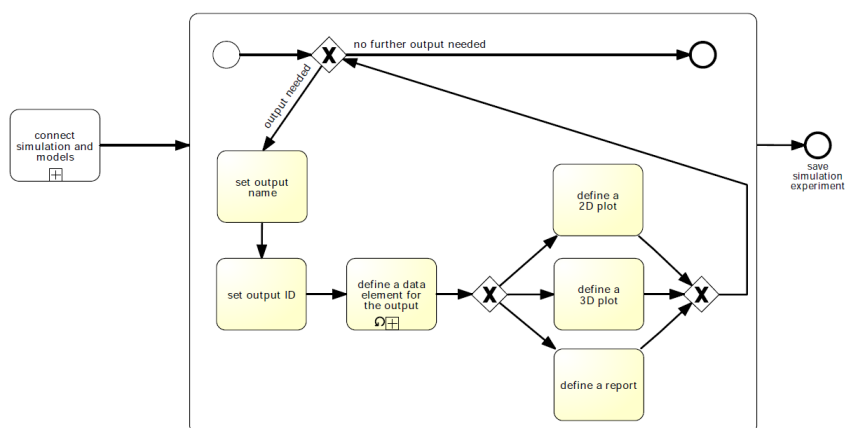 no further output needed
output needed
connect
simulation and
models
save
simulation
experiment
set output
name
define a
2D plot
set output ID
define a data
element for
the output
define a
3D plot
define a report